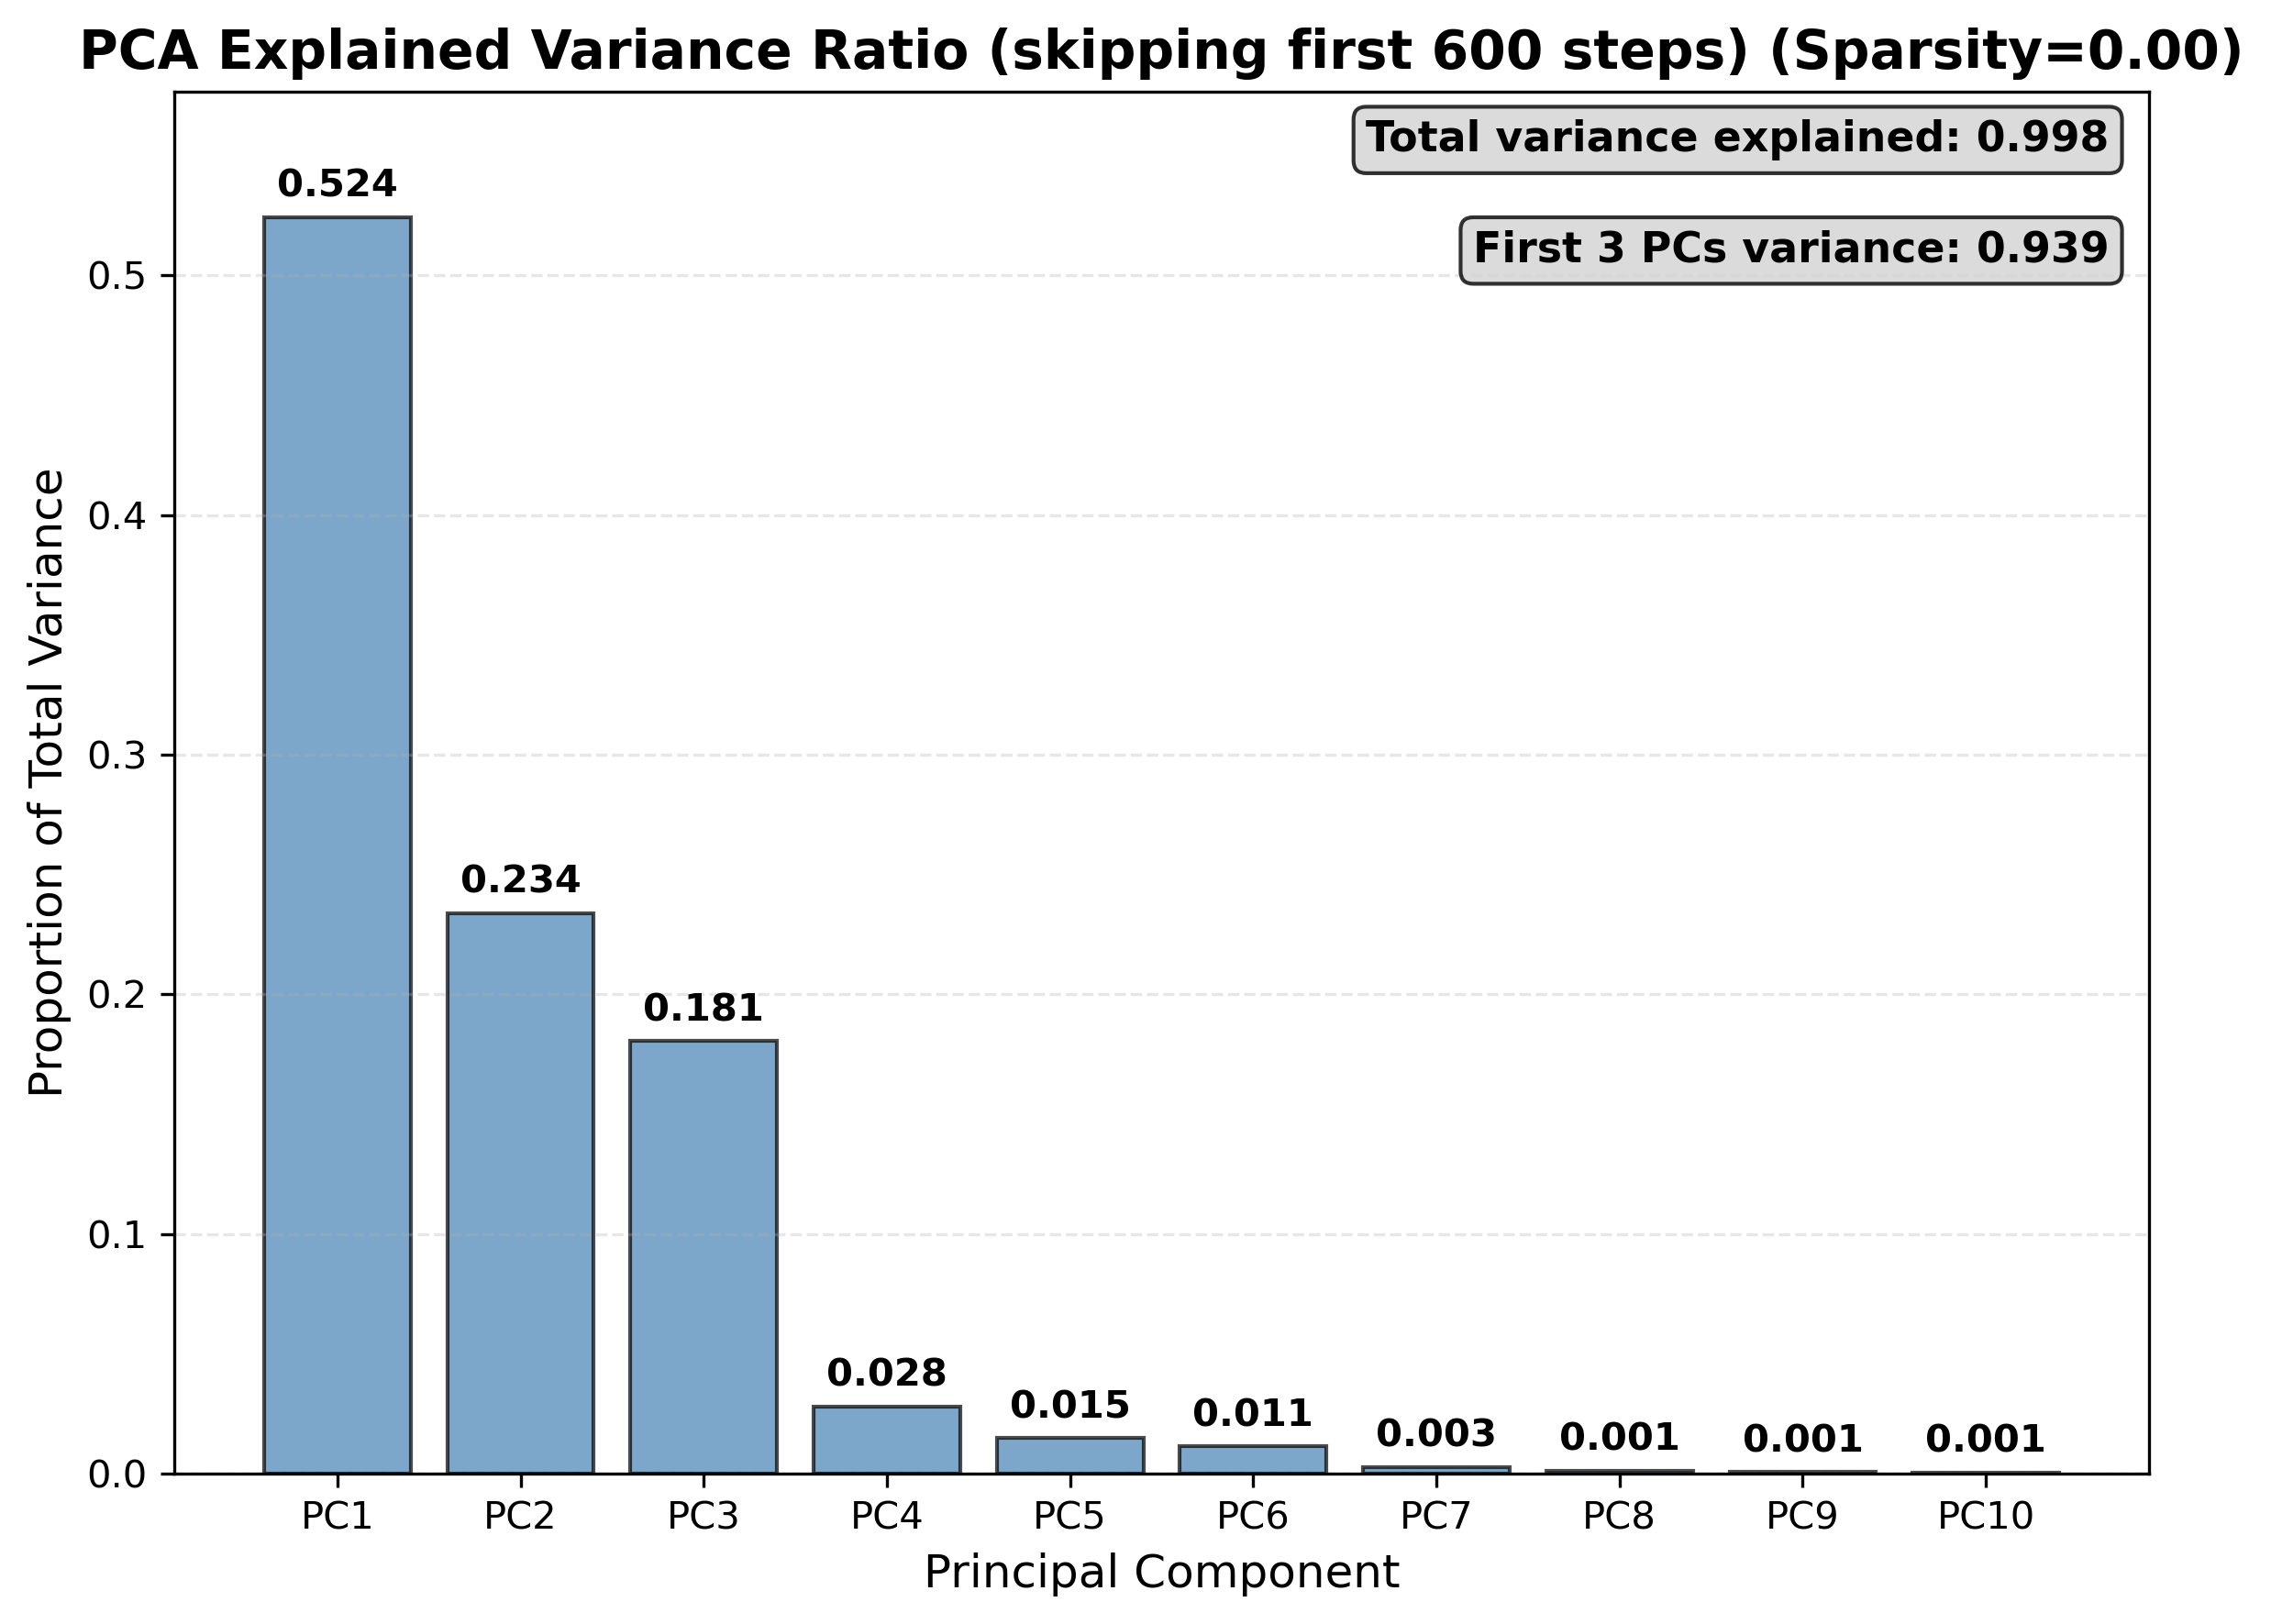 PCA Explained Variance Ratio (skipping first 600 steps) (Sparsity=0.00)
Total variance explained: 0.998
First 3 PCs variance: 0.939
Proportion of Total Variance
0.5
0.4
0.3
0.2
0.1
0.0
0.524
0.234
0.181
0.028
0.015
0.011
0.003
0.001
0.001
0.001
PC1
PC2
PC3
PC4
PC5
PC6
PC7
PC8
PC9
PC10
Principal Component